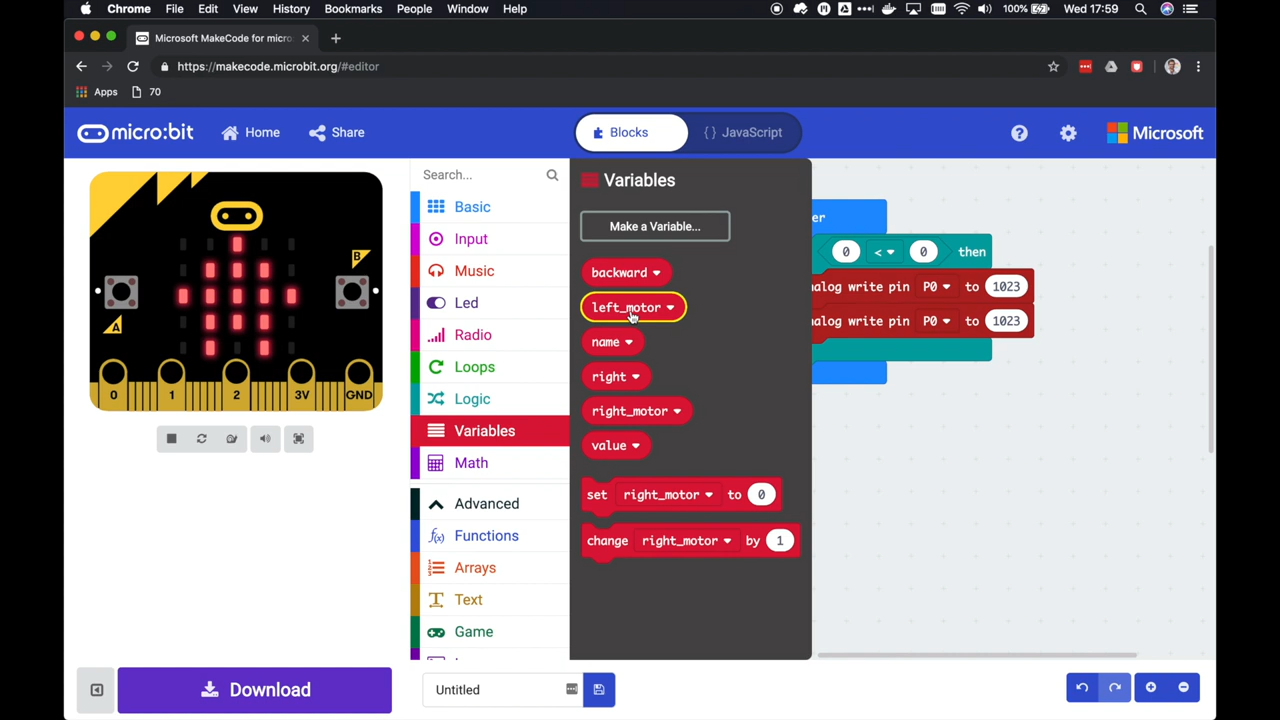 Chrome File Edit View History Bookmarks People Window Help 100% Wed 17:59
Microsoft MakeCode for micro
https://makecode.microbit.org/#editor
Apps 70
micro:bit Home Share Blocks {} JavaScript Microsoft
Search...
Basic
Input
Music
Led
Radio
Loops
Logic
Variables
Math
Advanced
Functions
Arrays
Text
Game
Variables
Make a Variable...
backward
left_motor
name
right
right_motor
value
set right_motor to 0
change right_motor by 1
0 < 0 then
write pin P0 to 1023
write pin P0 to 1023
B
A
0 1 2 3V GND
Download
Untitled